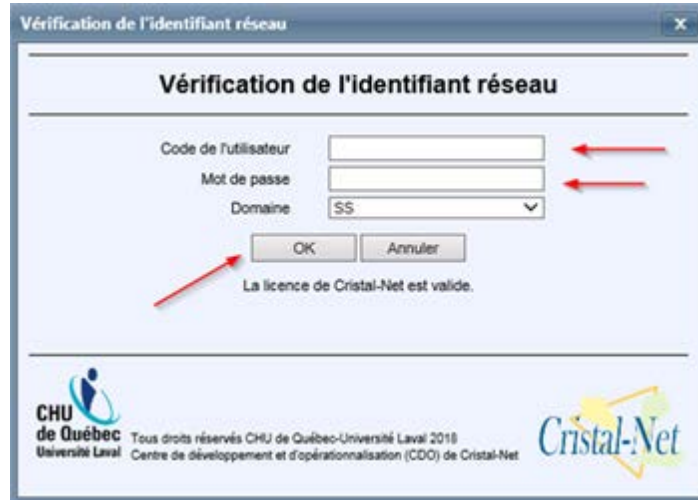 Vérification de l'identifiant réseau
x
Vérification de l'identifiant réseau
Code de l'utilisateur
Mot de passe
Domaine SS
OK Annuler
La licence de Cristal-Net est valide.
CHU
de Québec
Université Laval
Tous droits réservés CHU de Québec-Université Laval 2018
Centre de développement et d'opérationnalisation (CDO) de Cristal-Net
Cristal-Net